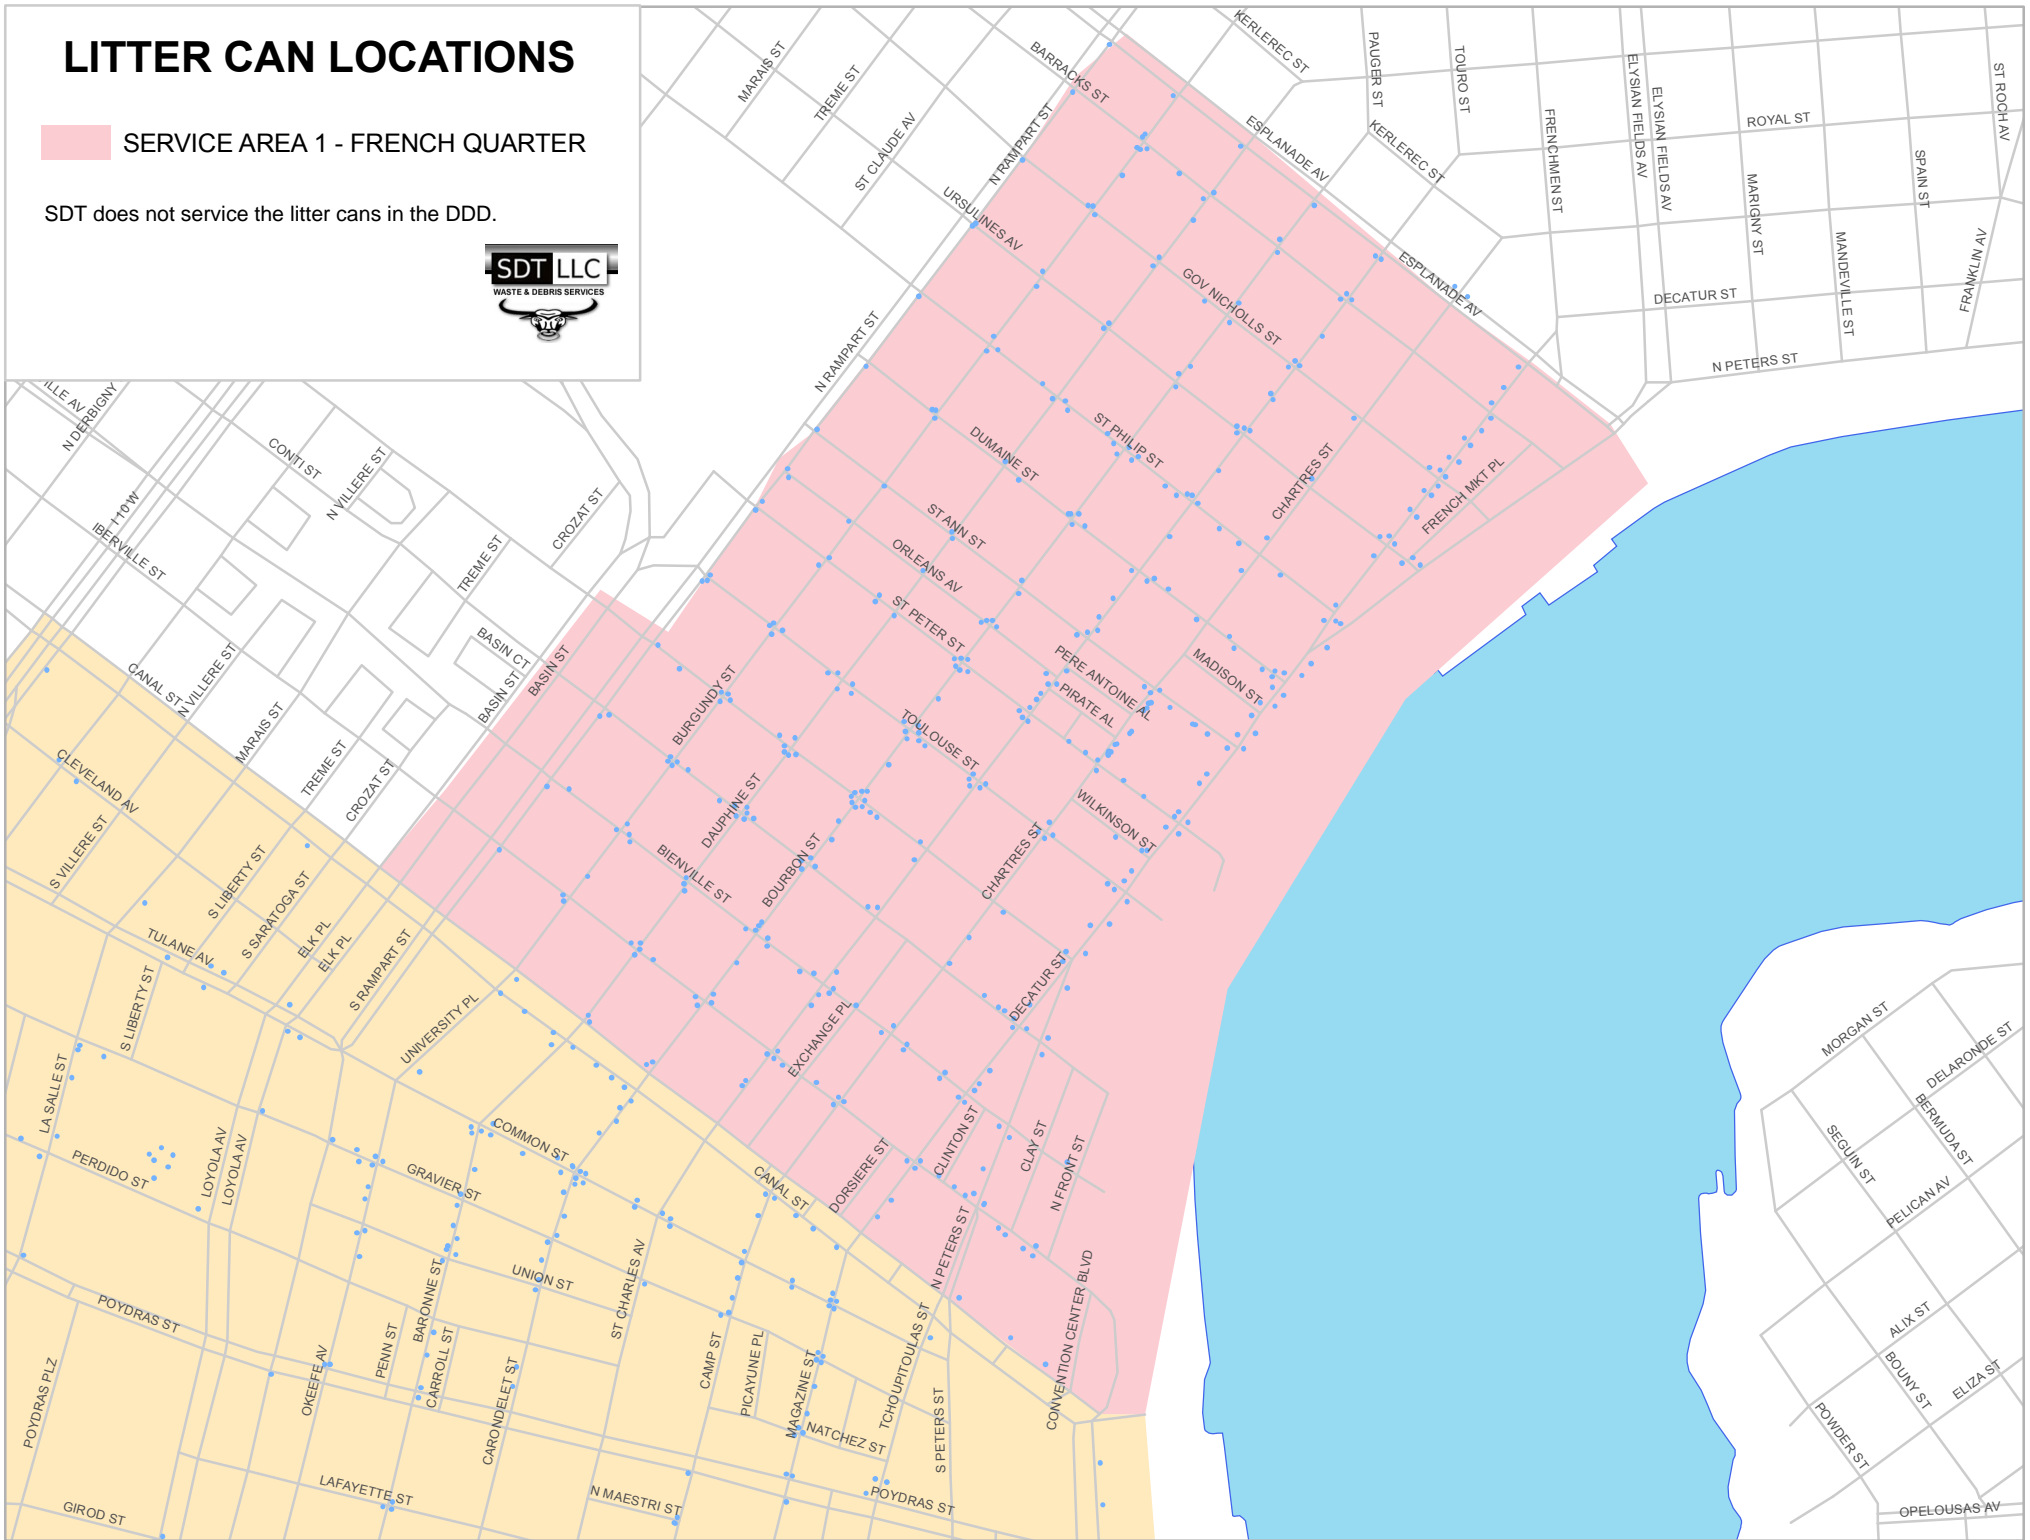 LITTER CAN LOCATIONS
SERVICE AREA 1 - FRENCH QUARTER
SDT does not service the litter cans in the DDD.
SDT LLC
WASTE & DEBRIS SERVICES
MARAIS ST
TREME ST
ST CLAUDE AV
BARRACKS ST
N RAMPART ST
URSULINES AV
KERLEREC ST
PAUGER ST
TOURO ST
ELYSIAN FIELDS AV
ELYSIAN FIELDS AV
ST ROCH AV
FRENCHMEN ST
ROYAL ST
ESPLANADE AV
KERLEREC ST
MARIGNY ST
SPAIN ST
MANDEVILLE ST
FRANKLIN AV
GOV NICHOLLS ST
ESPLANADE AV
DECATUR ST
N PETERS ST
N RAMPART ST
ILLE AV
N DERBIGNY
CONTI ST
N VILLERE ST
I 10 W
IBERVILLE ST
CROZAT ST
TREME ST
DUMAINE ST
ST PHILIP ST
CHARTRES ST
FRENCH MKT PL
ST ANN ST
ORLEANS AV
ST PETER ST
BASIN CT
BASIN ST
BASIN ST
CANAL ST
N VILLERE ST
MARAIS ST
TREME ST
CROZAT ST
BURGUNDY ST
PERE ANTOINE AL
PIRATE AL
MADISON ST
TOULOUSE ST
CLEVELAND AV
S VILLERE ST
DAUPHINE ST
WILKINSON ST
BIENVILLE ST
BOURBON ST
CHARTRES ST
S LIBERTY ST
S SARATOGA ST
ELK PL
ELK PL
TULANE AV
S RAMPART ST
S LIBERTY ST
UNIVERSITY PL
DECATUR ST
EXCHANGE PL
LA SALLE ST
PERDIDO ST
LOYOLA AV
LOYOLA AV
COMMON ST
GRAVIER ST
CANAL ST
DORSIERE ST
CLINTON ST
CLAY ST
N FRONT ST
N PETERS ST
MORGAN ST
DELARONDE ST
BERMUDA ST
SEGUIN ST
PELICAN AV
UNION ST
ST CHARLES AV
CONVENTION CENTER BLVD
POYDRAS ST
BARONNE ST
PENN ST
CARROLL ST
OKEEFE AV
CARONDELET ST
CAMP ST
PICAYUNE PL
MAGAZINE ST
TCHOUPITOULAS ST
S PETERS ST
NATCHEZ ST
ALIX ST
BOUNY ST
ELIZA ST
POWDER ST
POYDRAS PLZ
LAFAYETTE ST
N MAESTRI ST
POYDRAS ST
GIROD ST
OPELOUSAS AV